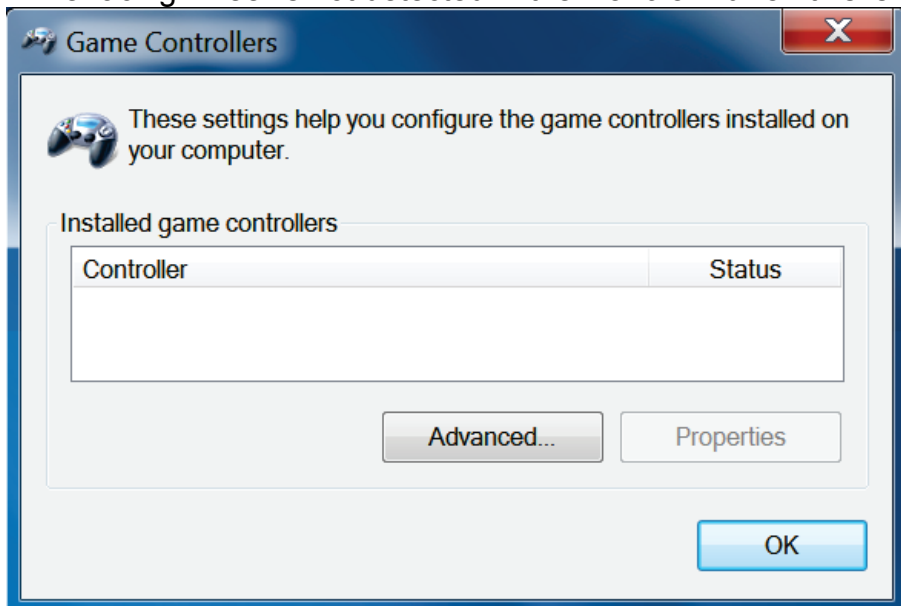 Game Controllers
These settings help you configure the game controllers installed on
your computer.
Installed game controllers
Controller Status
Advanced... Properties
OK